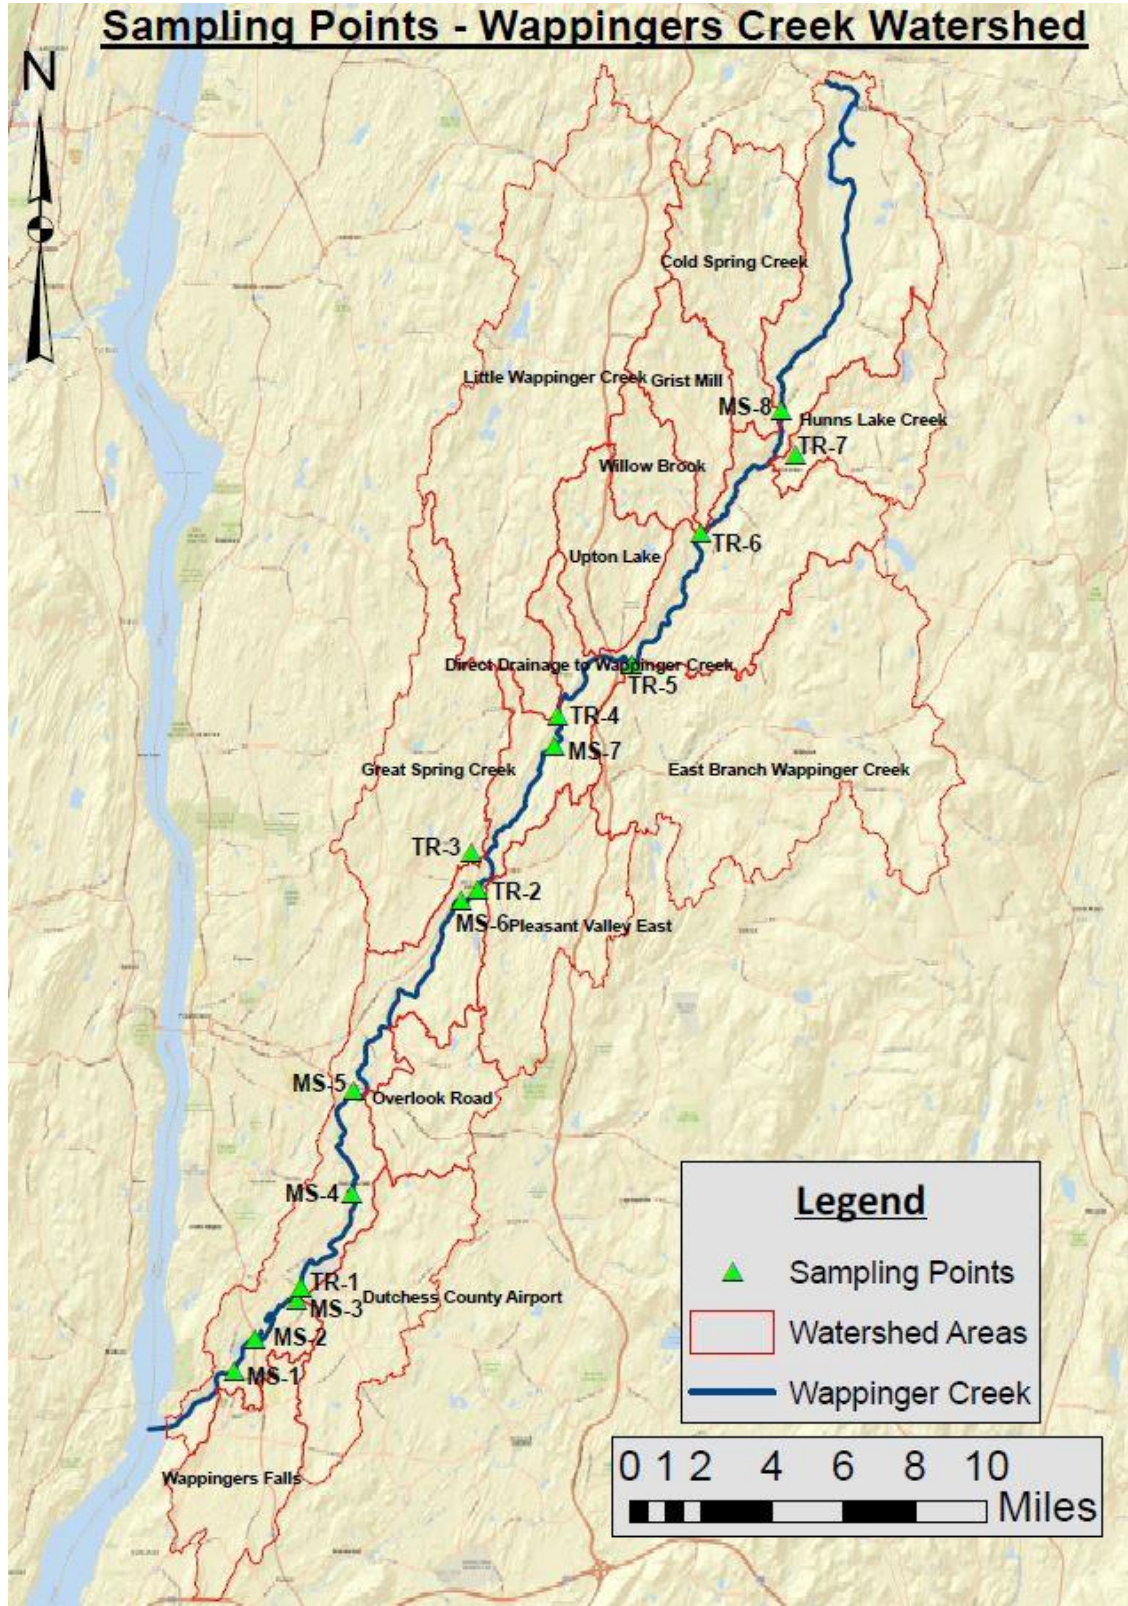 Sampling Points - Wappingers Creek Watershed
N
Cold Spring Creek
Little Wappinger Creek
Grist Mill
MS-8
Hunns Lake Creek
TR-7
Willow Brook
TR-6
Upton Lake
Direct Drainage to Wappinger Creek
TR-5
TR-4
MS-7
Great Spring Creek
East Branch Wappinger Creek
TR-3
TR-2
MS-6
Pleasant Valley East
MS-5
Overlook Road
MS-4
TR-1
MS-3
Dutchess County Airport
MS-2
MS-1
Wappingers Falls
Legend
Sampling Points
Watershed Areas
Wappinger Creek
0 1 2 4 6 8 10
Miles